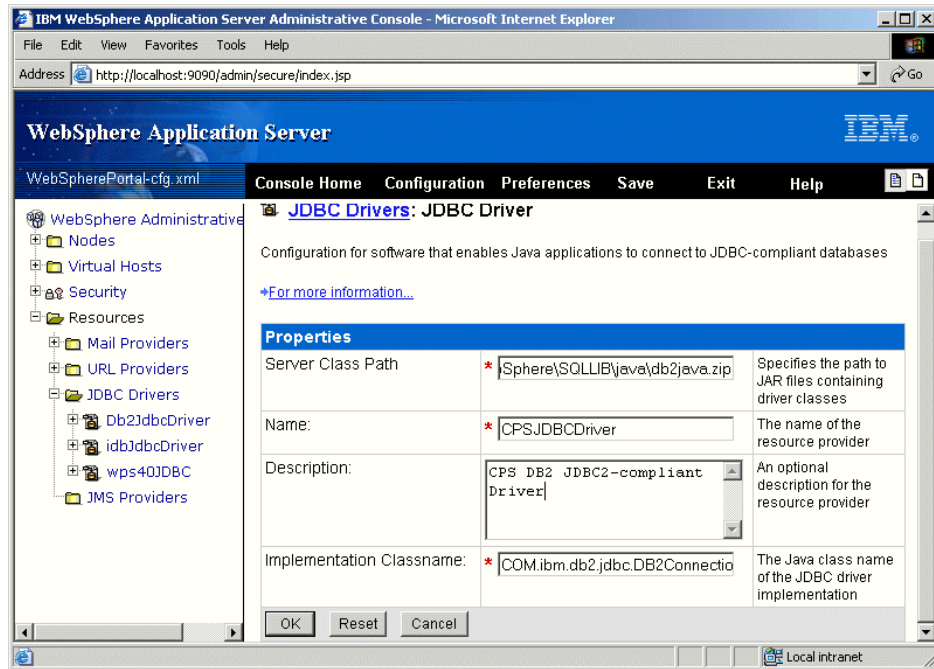 IBM WebSphere Application Server Administrative Console - Microsoft Internet Explorer
File Edit View Favorites Tools Help
Address http://localhost:9090/admin/secure/index.jsp Go
WebSphere Application Server IBM
WebSpherePortal-cfg.xml Console Home Configuration Preferences Save Exit Help
WebSphere Administrative
Nodes
Virtual Hosts
Security
Resources
Mail Providers
URL Providers
JDBC Drivers
Db2JdbcDriver
idbJdbcDriver
wps40JDBC
JMS Providers
JDBC Drivers: JDBC Driver
Configuration for software that enables Java applications to connect to JDBC-compliant databases
For more information...
Properties
Server Class Path * Sphere\SQLLIB\java\db2java.zip
Specifies the path to
JAR files containing
driver classes
Name: * CPSJDBCDriver
The name of the
resource provider
Description:
CPS DB2 JDBC2-compliant
Driver
An optional
description for the
resource provider
Implementation Classname: * COM.ibm.db2.jdbc.DB2Connectio
The Java class name
of the JDBC driver
implementation
OK Reset Cancel
Local intranet